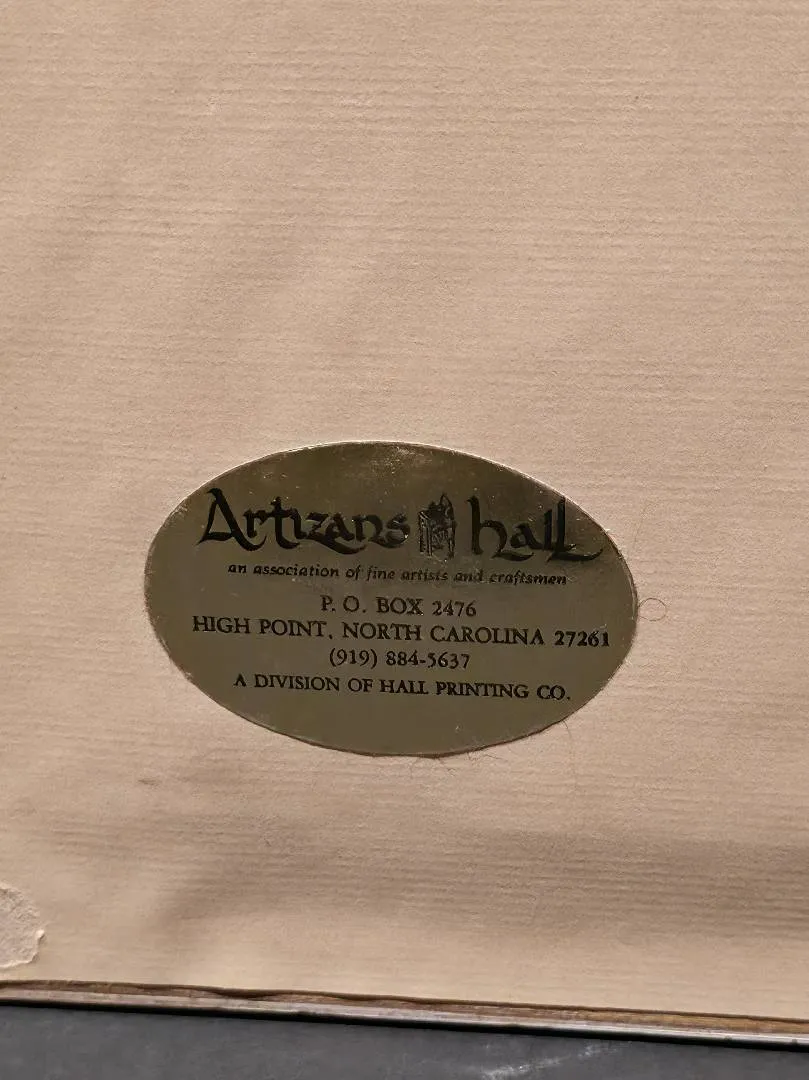 Artizans hall
an association of fine artists and craftsmen
P. O. BOX 2476
HIGH POINT, NORTH CAROLINA 27261
(919) 884-5637
A DIVISION OF HALL PRINTING CO.